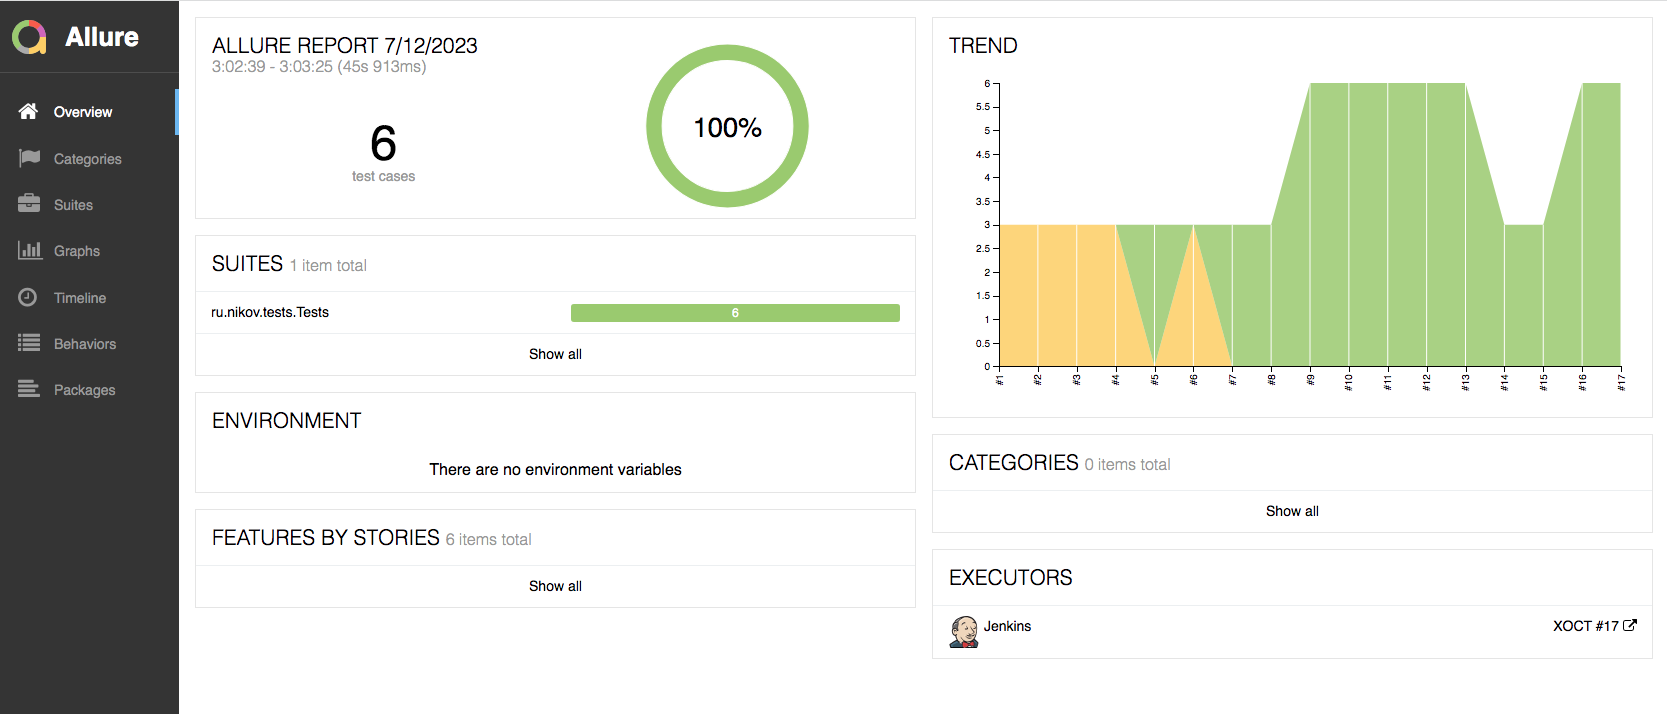 Allure
Overview
Categories
Suites
Graphs
Timeline
Behaviors
Packages
ALLURE REPORT 7/12/2023
3:02:39 - 3:03:25 (45s 913ms)
6
test cases
100%
SUITES 1 item total
ru.nikov.tests.Tests 6
Show all
ENVIRONMENT
There are no environment variables
FEATURES BY STORIES 6 items total
Show all
TREND
6
5.5
5
4.5
4
3.5
3
2.5
2
1.5
1
0.5
0
#1 #2 #3 #4 #5 #6 #7 #8 #9 #10 #11 #12 #13 #14 #15 #16 #17
CATEGORIES 0 items total
Show all
EXECUTORS
Jenkins XOCT #17